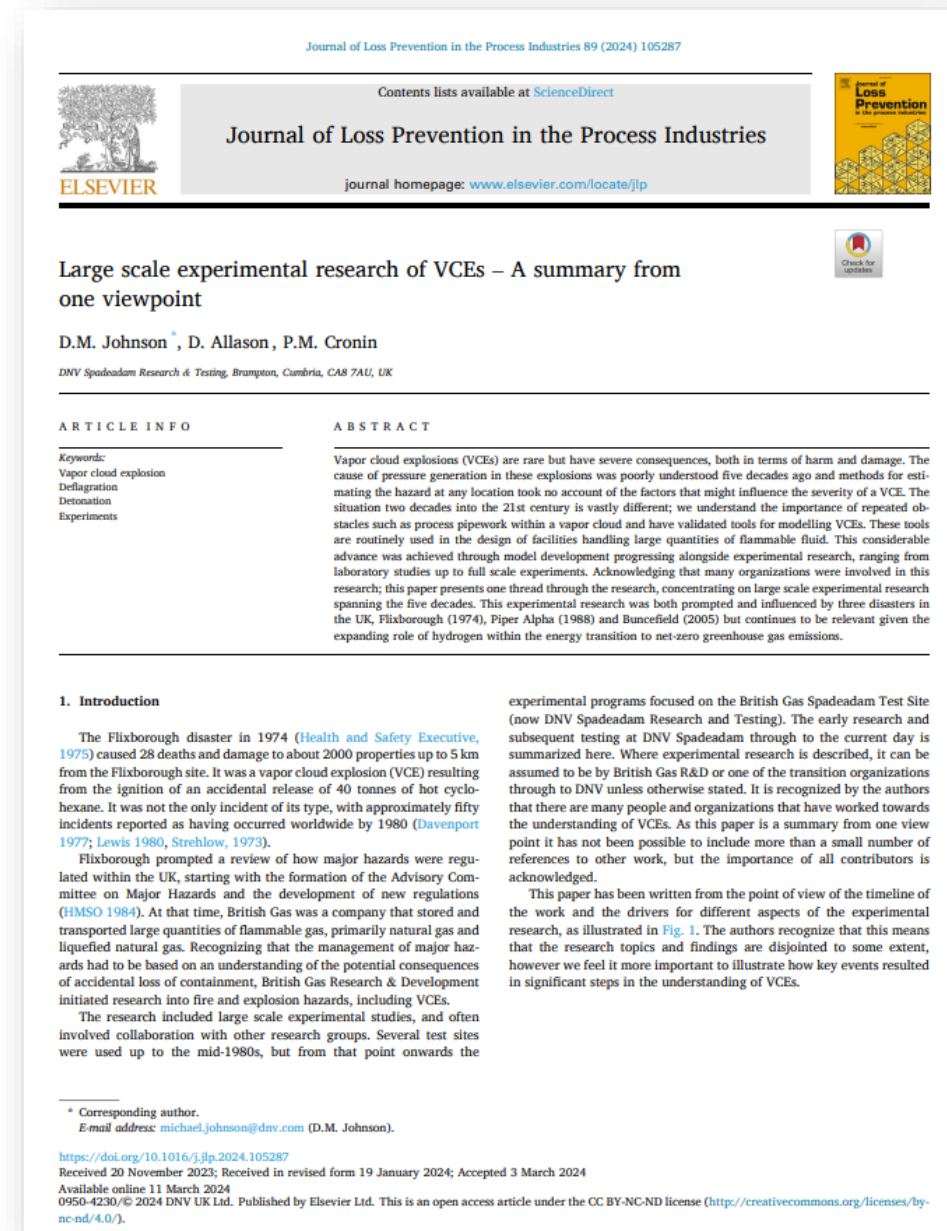 Journal of Loss Prevention in the Process Industries 89 (2024) 105287
Contents lists available at ScienceDirect
Journal of Loss Prevention in the Process Industries
journal homepage: www.elsevier.com/locate/jlp
ELSEVIER
Journal of
Loss
Prevention
in the process industries
Check for
updates
Large scale experimental research of VCEs – A summary from
one viewpoint
D.M. Johnson *, D. Allason, P.M. Cronin
DNV Spadeadam Research & Testing, Brampton, Cumbria, CA8 7AU, UK
ARTICLE INFO
Keywords:
Vapor cloud explosion
Deflagration
Detonation
Experiments
ABSTRACT
Vapor cloud explosions (VCEs) are rare but have severe consequences, both in terms of harm and damage. The
cause of pressure generation in these explosions was poorly understood five decades ago and methods for esti-
mating the hazard at any location took no account of the factors that might influence the severity of a VCE. The
situation two decades into the 21st century is vastly different; we understand the importance of repeated ob-
stacles such as process pipework within a vapor cloud and have validated tools for modelling VCEs. These tools
are routinely used in the design of facilities handling large quantities of flammable fluid. This considerable
advance was achieved through model development progressing alongside experimental research, ranging from
laboratory studies up to full scale experiments. Acknowledging that many organizations were involved in this
research; this paper presents one thread through the research, concentrating on large scale experimental research
spanning the five decades. This experimental research was both prompted and influenced by three disasters in
the UK, Flixborough (1974), Piper Alpha (1988) and Buncefield (2005) but continues to be relevant given the
expanding role of hydrogen within the energy transition to net-zero greenhouse gas emissions.
1. Introduction
The Flixborough disaster in 1974 (Health and Safety Executive,
1975) caused 28 deaths and damage to about 2000 properties up to 5 km
from the Flixborough site. It was a vapor cloud explosion (VCE) resulting
from the ignition of an accidental release of 40 tonnes of hot cyclo-
hexane. It was not the only incident of its type, with approximately fifty
incidents reported as having occurred worldwide by 1980 (Davenport
1977; Lewis 1980, Strehlow, 1973).
Flixborough prompted a review of how major hazards were regu-
lated within the UK, starting with the formation of the Advisory Com-
mittee on Major Hazards and the development of new regulations
(HMSO 1984). At that time, British Gas was a company that stored and
transported large quantities of flammable gas, primarily natural gas and
liquefied natural gas. Recognizing that the management of major haz-
ards had to be based on an understanding of the potential consequences
of accidental loss of containment, British Gas Research & Development
initiated research into fire and explosion hazards, including VCEs.
The research included large scale experimental studies, and often
involved collaboration with other research groups. Several test sites
were used up to the mid-1980s, but from that point onwards the
experimental programs focused on the British Gas Spadeadam Test Site
(now DNV Spadeadam Research and Testing). The early research and
subsequent testing at DNV Spadeadam through to the current day is
summarized here. Where experimental research is described, it can be
assumed to be by British Gas R&D or one of the transition organizations
through to DNV unless otherwise stated. It is recognized by the authors
that there are many people and organizations that have worked towards
the understanding of VCEs. As this paper is a summary from one view
point it has not been possible to include more than a small number of
references to other work, but the importance of all contributors is
acknowledged.
This paper has been written from the point of view of the timeline of
the work and the drivers for different aspects of the experimental
research, as illustrated in Fig. 1. The authors recognize that this means
that the research topics and findings are disjointed to some extent,
however we feel it more important to illustrate how key events resulted
in significant steps in the understanding of VCEs.
* Corresponding author.
E-mail address: michael.johnson@dnv.com (D.M. Johnson).
https://doi.org/10.1016/j.jlp.2024.105287
Received 20 November 2023; Received in revised form 19 January 2024; Accepted 3 March 2024
Available online 11 March 2024
0950-4230/© 2024 DNV UK Ltd. Published by Elsevier Ltd. This is an open access article under the CC BY-NC-ND license (http://creativecommons.org/licenses/by-
nc-nd/4.0/).